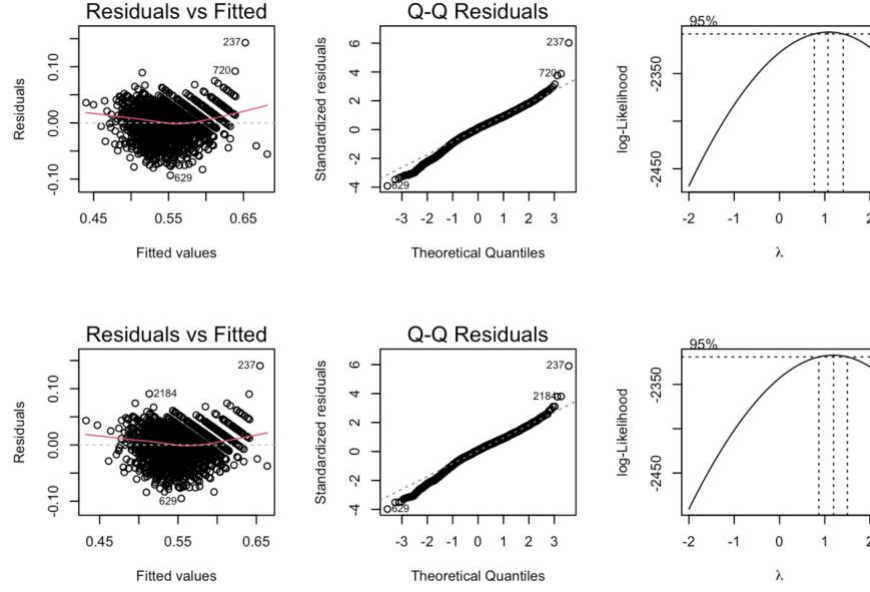 Residuals vs Fitted
Q-Q Residuals
95%
Residuals
0.10
0.00
-0.10
237
720
629
0.45
0.55
0.65
Fitted values
Standardized residuals
6
4
2
0
-2
-4
237
720
629
-3 -2 -1 0 1 2 3
Theoretical Quantiles
log-Likelihood
-2350
-2450
-2 -1 0 1 2
λ
Residuals vs Fitted
Q-Q Residuals
95%
Residuals
0.10
0.00
-0.10
237
2184
629
0.45
0.55
0.65
Fitted values
Standardized residuals
6
4
2
0
-2
-4
237
2184
629
-3 -2 -1 0 1 2 3
Theoretical Quantiles
log-Likelihood
-2350
-2450
-2 -1 0 1 2
λ